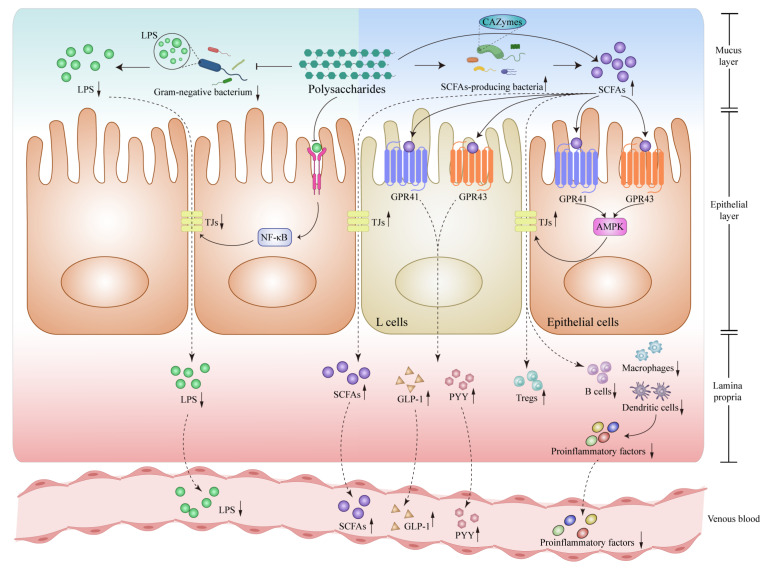 CAZymes
LPS
Polysaccharides
LPS
Gram-negative bacterium
SCFAs-producing bacteria
SCFAs
Mucus
layer
GPR41
GPR43
GPR41
GPR43
TJs
TJs
TJs
NF-κB
AMPK
Epithelial
layer
L cells
Epithelial cells
LPS
SCFAs
GLP-1
PYY
Tregs
B cells
Macrophages
Dendritic cells
Proinflammatory factors
Lamina
propria
LPS
SCFAs
GLP-1
PYY
Proinflammatory factors
Venous blood